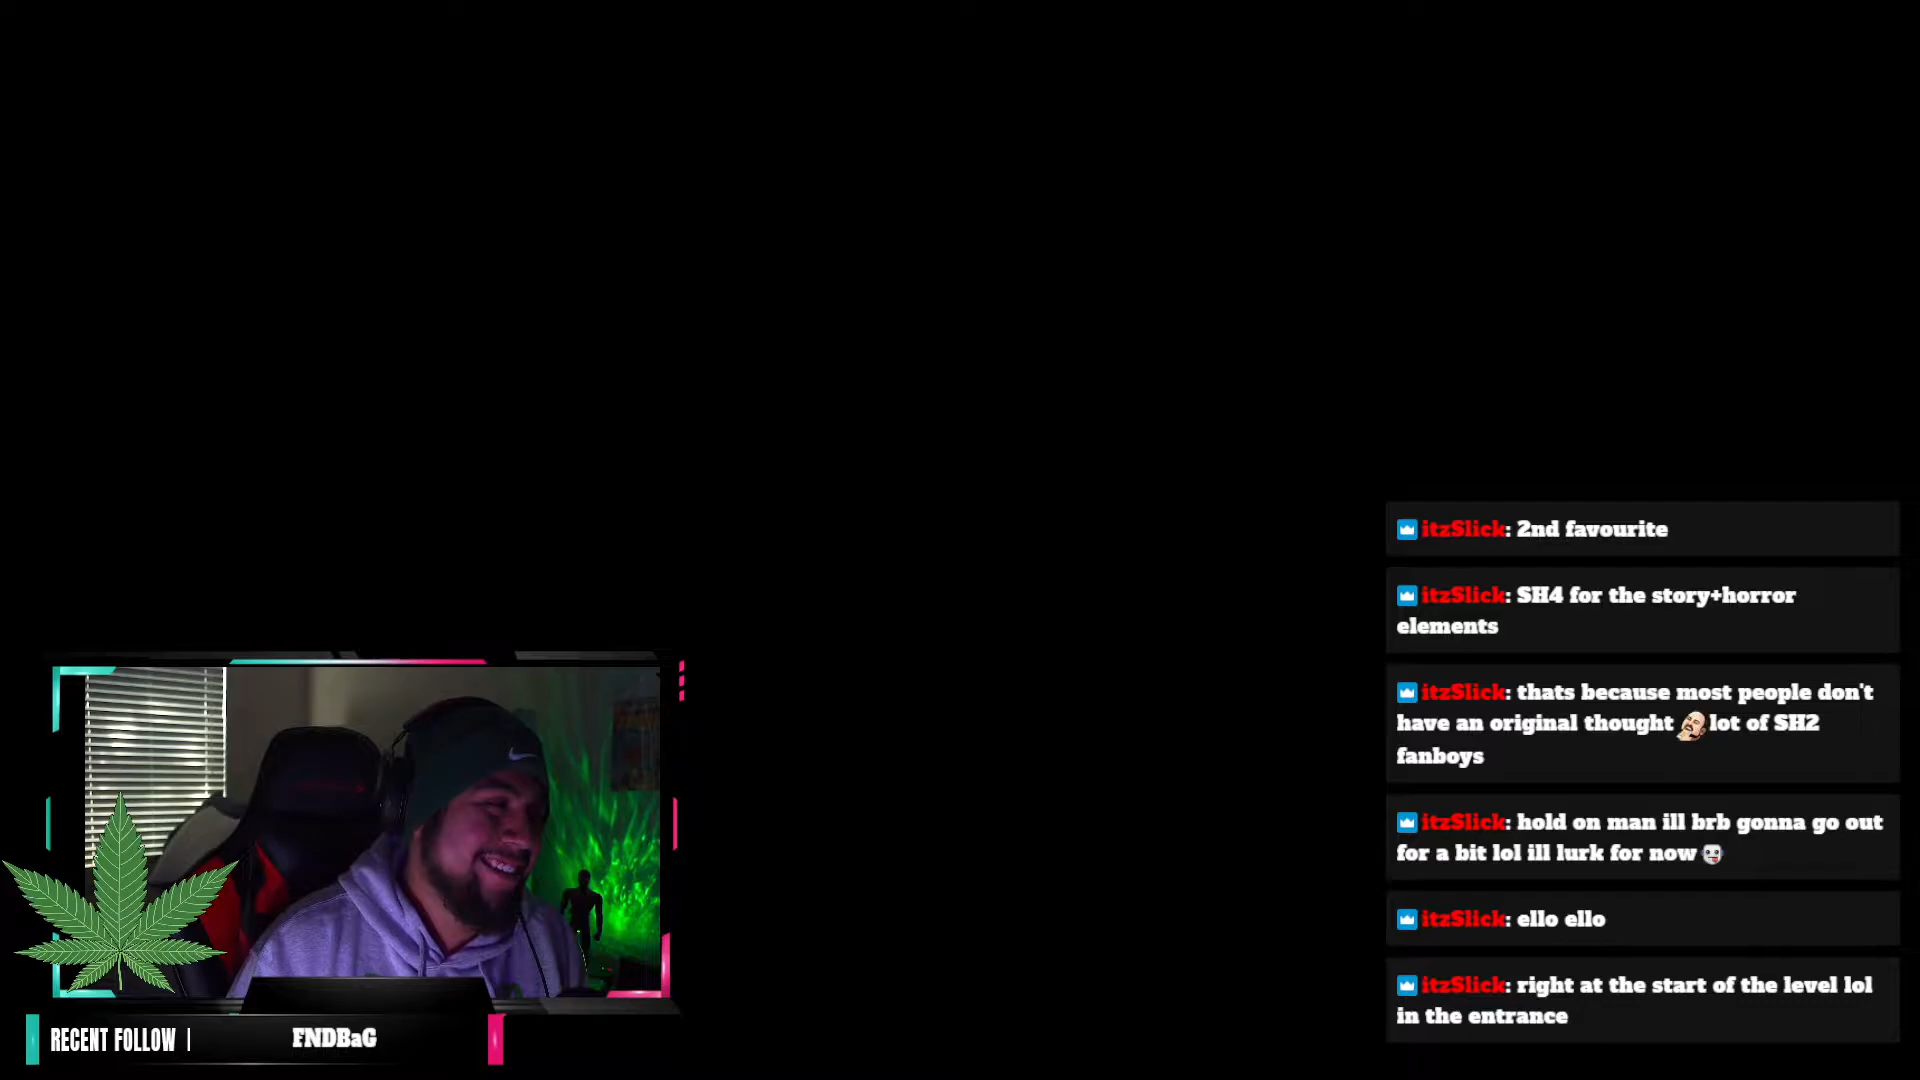 itzSlick: 2nd favourite
itzSlick: SH4 for the story+horror
elements
itzSlick: thats because most people don't
have an original thought lot of SH2
fanboys
itzSlick: hold on man ill brb gonna go out
for a bit lol ill lurk for now
itzSlick: ello ello
itzSlick: right at the start of the level lol
in the entrance
RECENT FOLLOW | FNDBaG